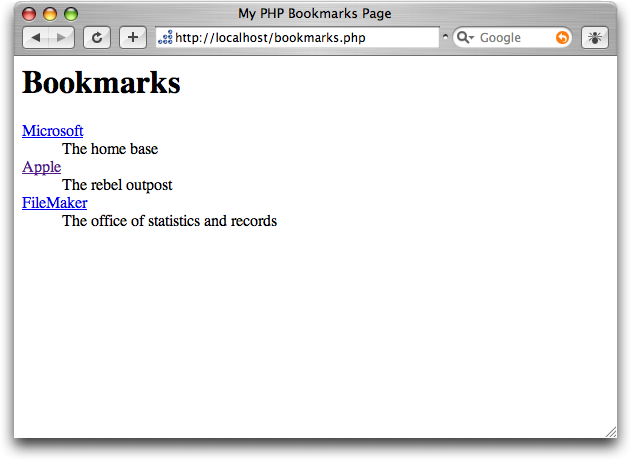 My PHP Bookmarks Page
http://localhost/bookmarks.php
Google
Bookmarks
Microsoft
The home base
Apple
The rebel outpost
FileMaker
The office of statistics and records